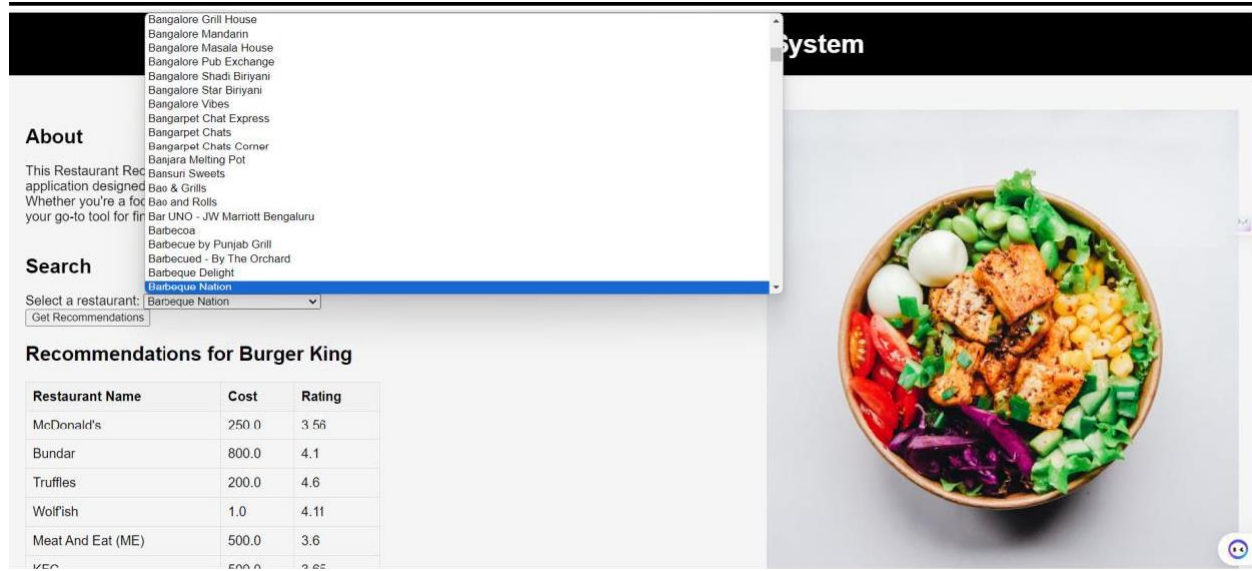 System
Bangalore Grill House
Bangalore Mandarin
Bangalore Masala House
Bangalore Pub Exchange
Bangalore Shadi Biriyani
Bangalore Star Biriyani
Bangalore Vibes
Bangarpet Chat Express
Bangarpet Chats
Bangarpet Chats Corner
Banjara Melting Pot
Bansuri Sweets
Bao & Grills
Bao and Rolls
Bar UNO - JW Marriott Bengaluru
Barbecoa
Barbecue by Punjab Grill
Barbecued - By The Orchard
Barbeque Delight
Barbeque Nation
About
This Restaurant Rec
application designed
Whether you're a foo
your go-to tool for fin
Search
Select a restaurant: Barbeque Nation
Get Recommendations
Recommendations for Burger King
Restaurant Name Cost Rating
McDonald's 250.0 3.56
Bundar 800.0 4.1
Truffles 200.0 4.6
Wolf'ish 1.0 4.11
Meat And Eat (ME) 500.0 3.6
KFC 500.0 3.65